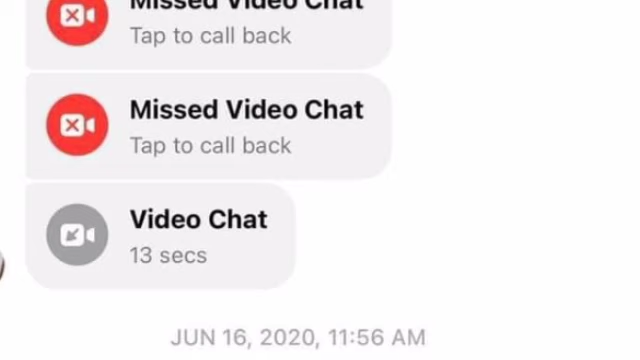 Missed Video Chat
Tap to call back
Missed Video Chat
Tap to call back
Video Chat
13 secs
JUN 16, 2020, 11:56 AM